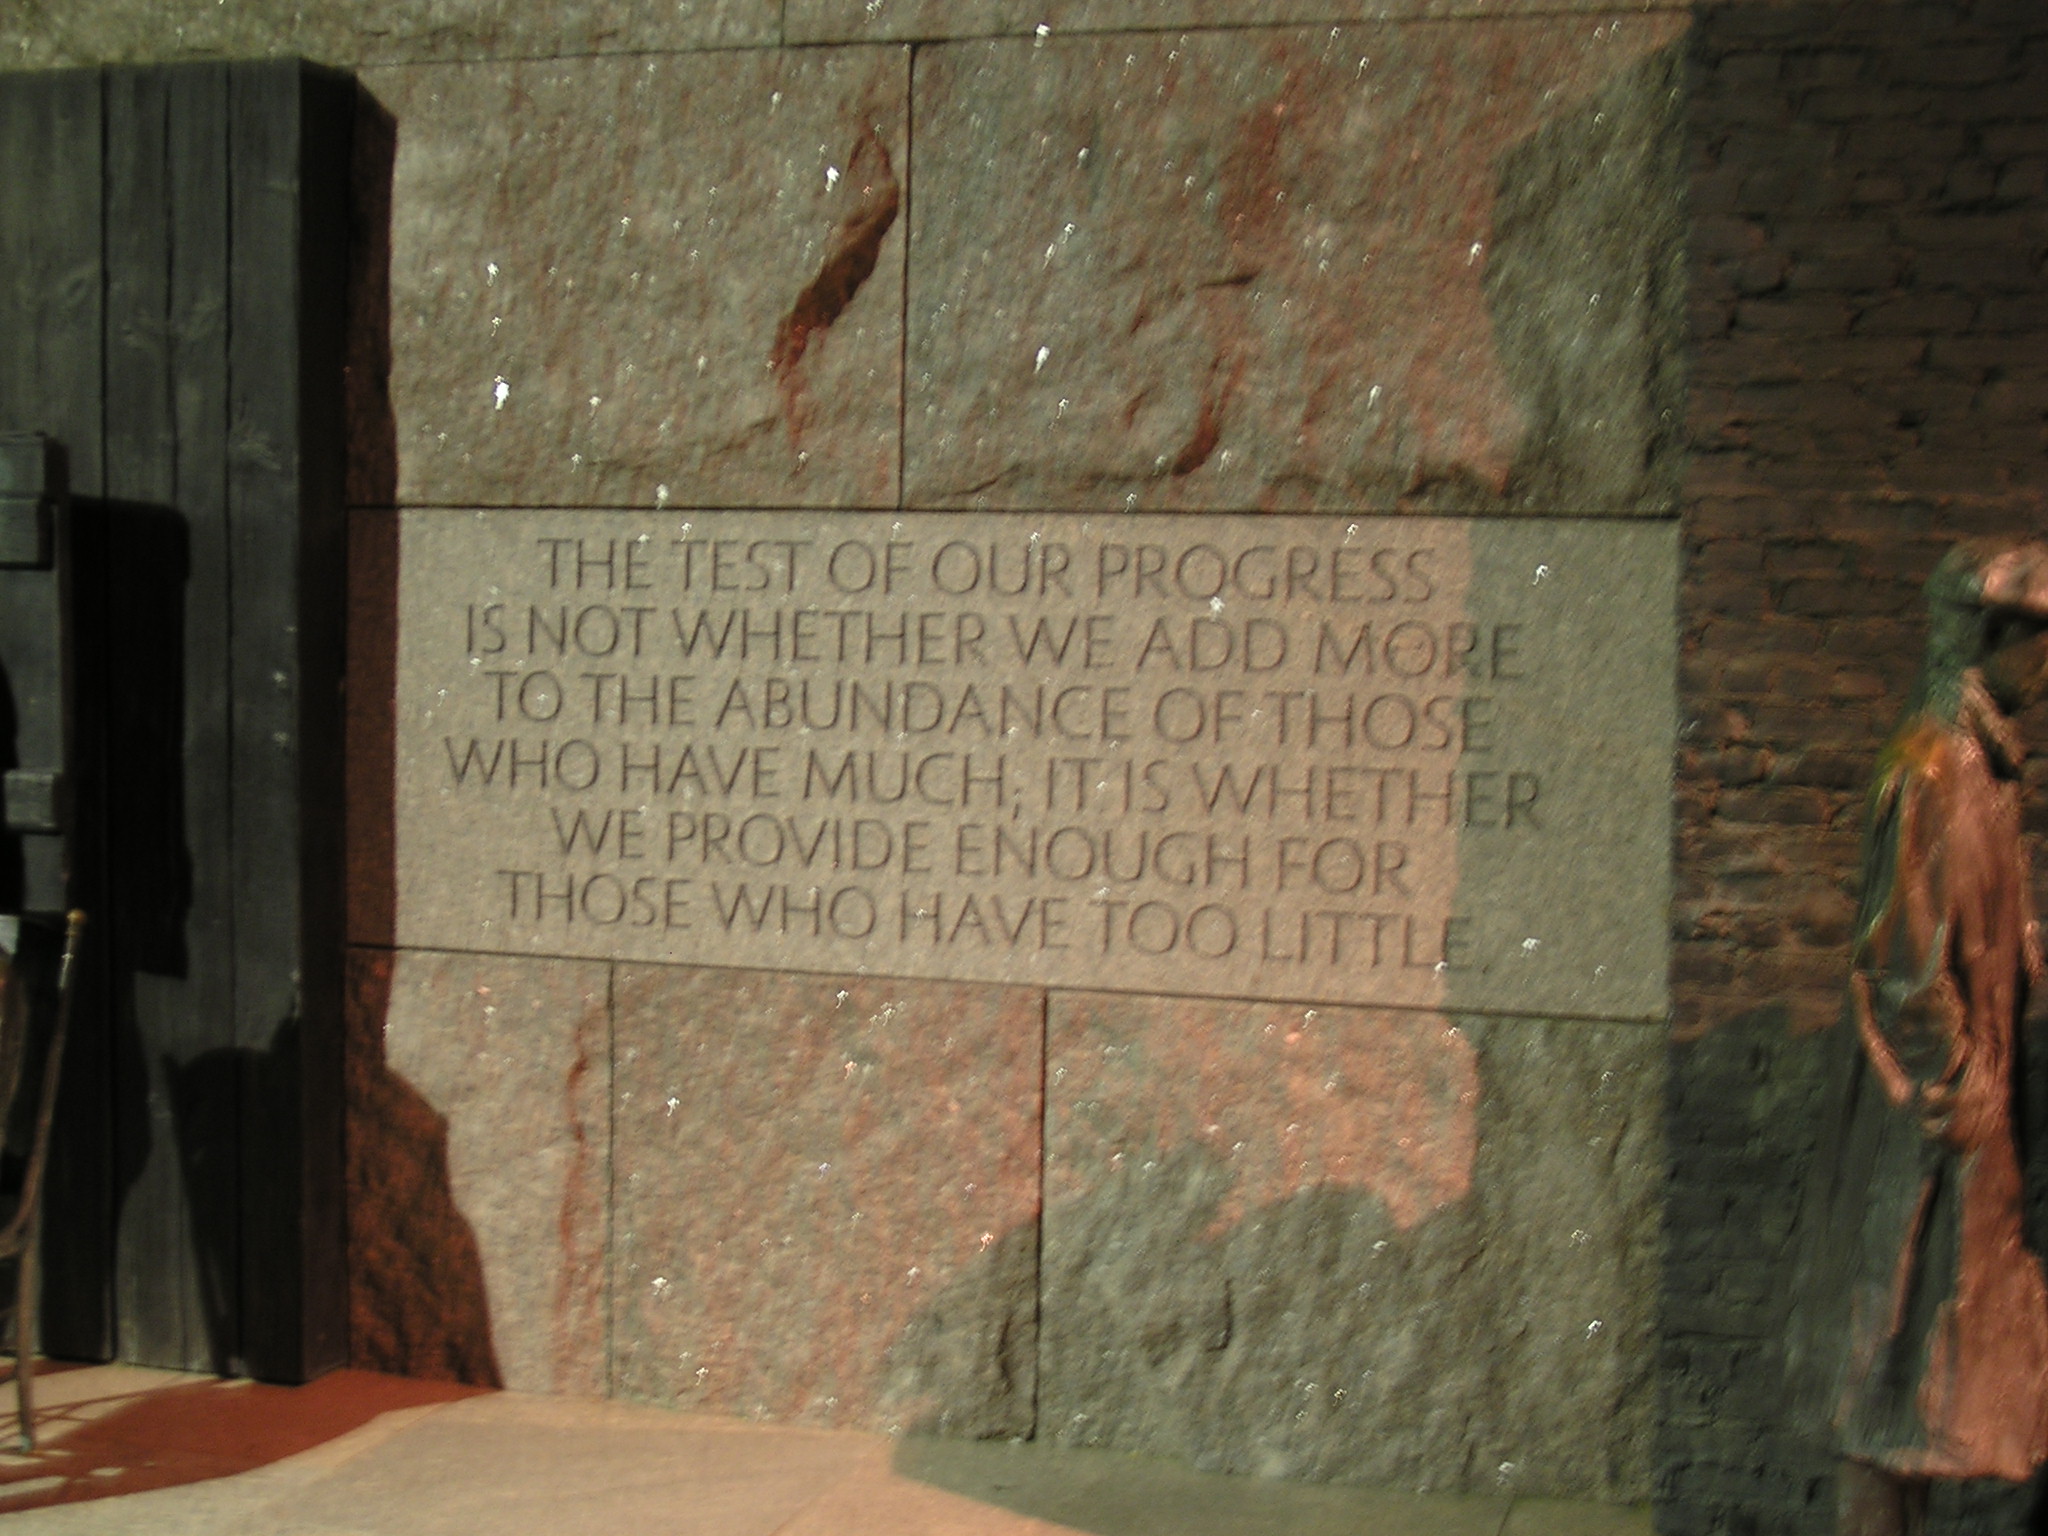 THE TEST OF OUR PROGRESS
IS NOT WHETHER WE ADD MORE
TO THE ABUNDANCE OF THOSE
WHO HAVE MUCH; IT IS WHETHER
WE PROVIDE ENOUGH FOR
THOSE WHO HAVE TOO LITTLE